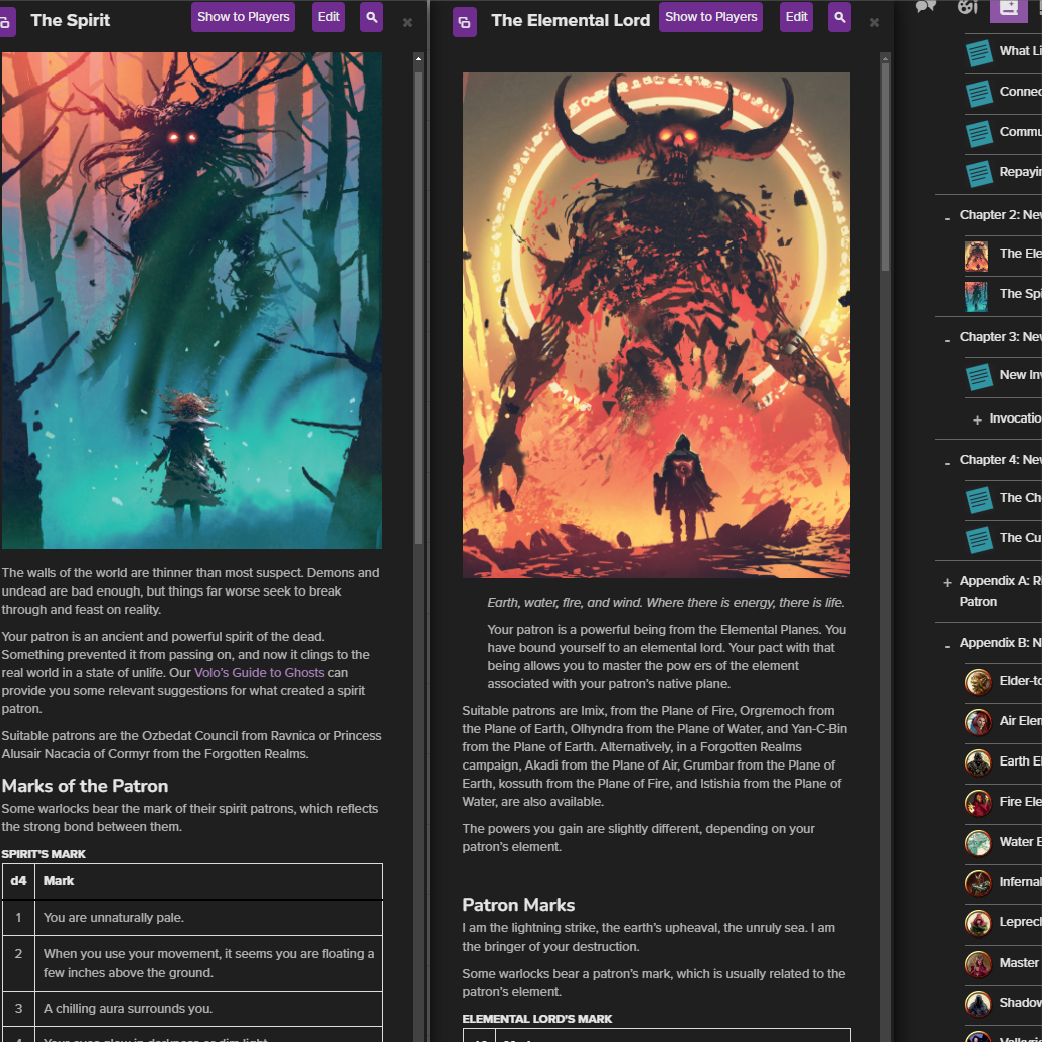 The Spirit
Show to Players
Edit
The walls of the world are thinner than most suspect. Demons and
undead are bad enough, but things far worse seek to break
through and feast on reality.
Your patron is an ancient and powerful spirit of the dead.
Something prevented it from passing on, and now it clings to the
real world in a state of unlife. Our Volo's Guide to Ghosts can
provide you some relevant suggestions for what created a spirit
patron.
Suitable patrons are the Ozbedat Council from Ravnica or Princess
Alusair Nacacia of Cormyr from the Forgotten Realms.
Marks of the Patron
Some warlocks bear the mark of their spirit patrons, which reflects
the strong bond between them.
SPIRIT'S MARK
d4 Mark
1 You are unnaturally pale.
2 When you use your movement, it seems you are floating a
few inches above the ground.
3 A chilling aura surrounds you.
The Elemental Lord
Show to Players
Edit
Earth, water, fire, and wind. Where there is energy, there is life.
Your patron is a powerful being from the Elemental Planes. You
have bound yourself to an elemental lord. Your pact with that
being allows you to master the pow ers of the element
associated with your patron's native plane.
Suitable patrons are Imix, from the Plane of Fire, Orgremoch from
the Plane of Earth, Olhyndra from the Plane of Water, and Yan-C-Bin
from the Plane of Earth. Alternatively, in a Forgotten Realms
campaign, Akadi from the Plane of Air, Grumbar from the Plane of
Earth, kossuth from the Plane of Fire, and Istishia from the Plane of
Water, are also available.
The powers you gain are slightly different, depending on your
patron's element.
Patron Marks
I am the lightning strike, the earth's upheaval, the unruly sea. I am
the bringer of your destruction.
Some warlocks bear a patron's mark, which is usually related to the
patron's element.
ELEMENTAL LORD'S MARK
What Li
Connec
Commu
Repayin
Chapter 2: Nev
The Ele
The Spi
Chapter 3: Nev
New Inv
+ Invocatio
Chapter 4: Nev
The Ch
The Cu
+ Appendix A: R
Patron
Appendix B: N
Elder-to
Air Elem
Earth El
Fire Ele
Water E
Infernal
Leprech
Master
Shadow